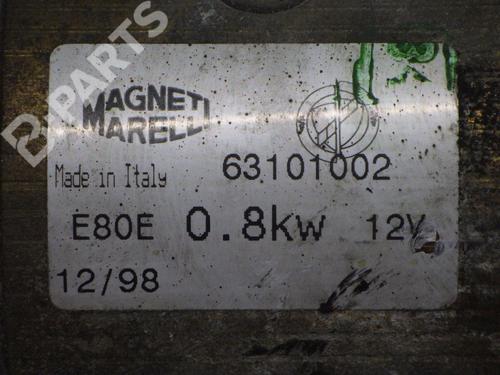 B-PARTS
MAGNETI
MARELLI
Made in Italy
63101002
E80E 0.8kw 12V
12/98